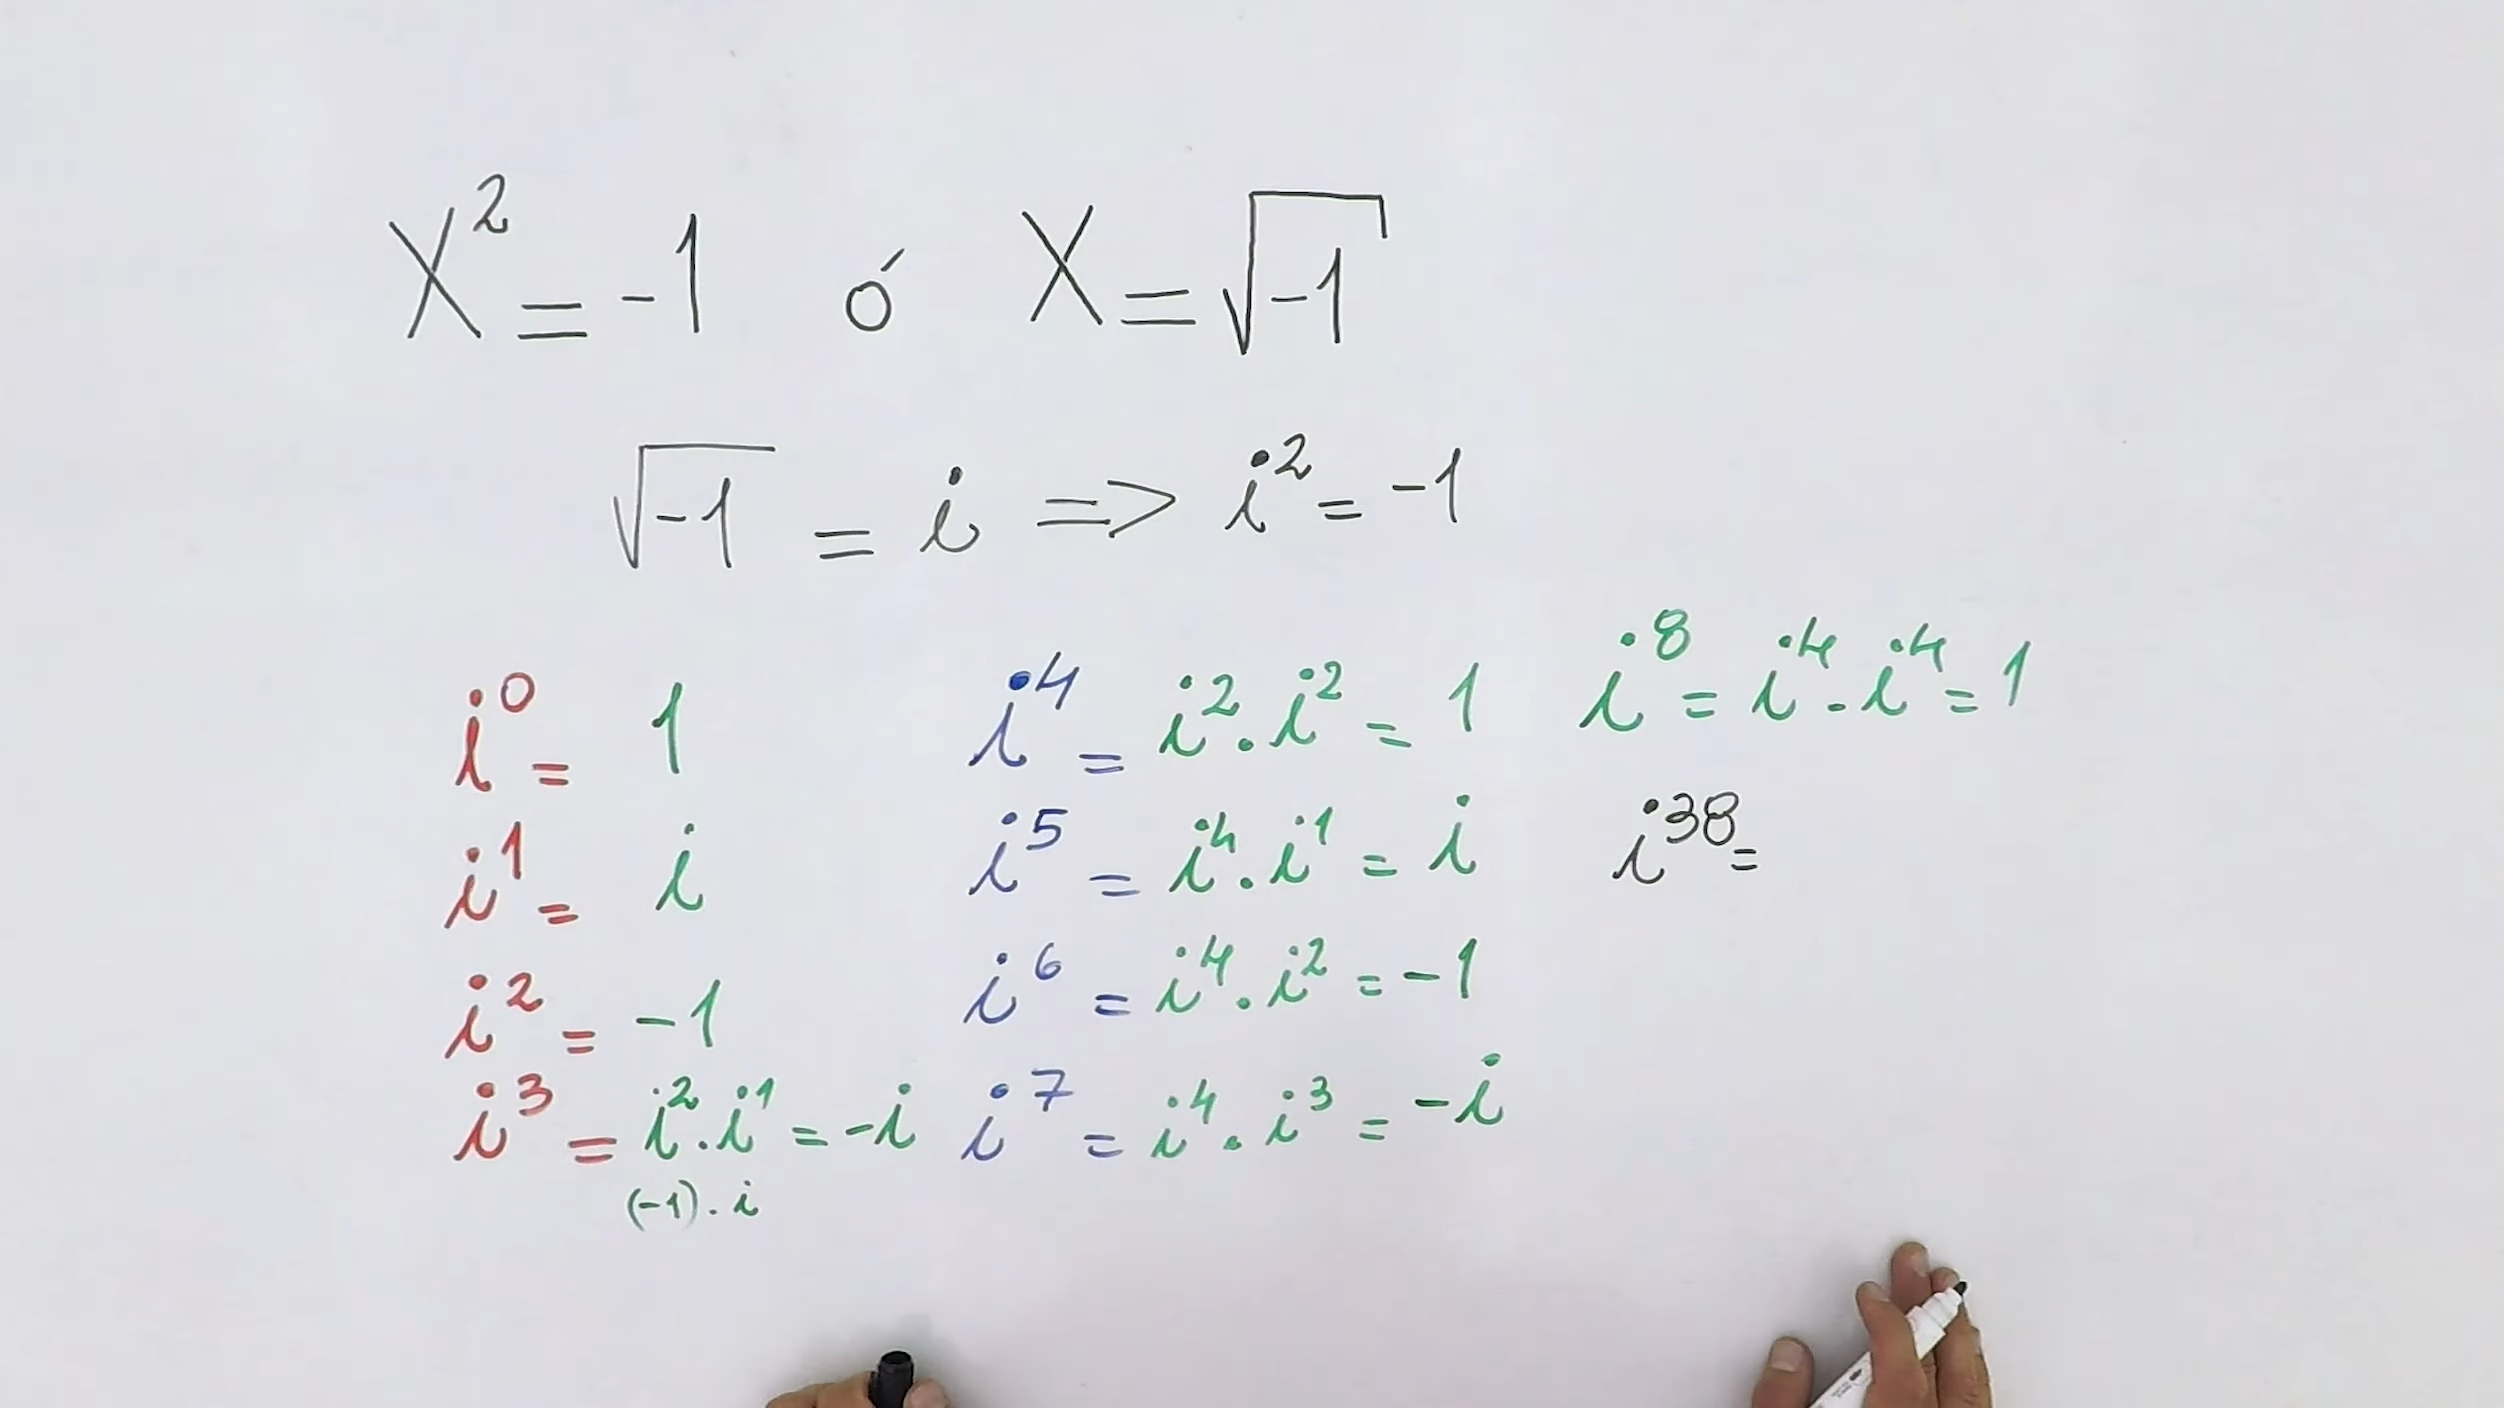 X² = -1 ó X = √-1
√-1 = i => i² = -1
i⁰ = 1
i¹ = i
i² = -1
i³ = i² . i¹ = -i
(-1) . i
i⁴ = i² . i² = 1
i⁵ = i⁴ . i¹ = i
i⁶ = i⁴ . i² = -1
i⁷ = i⁴ . i³ = -i
i⁸ = i⁴ . i⁴ = 1
i³⁸ =